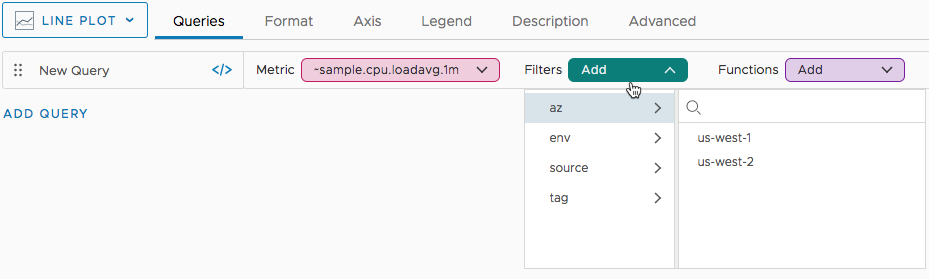 LINE PLOT Queries Format Axis Legend Description Advanced
New Query </> Metric ~sample.cpu.loadavg.1m Filters Add Functions Add
ADD QUERY
az
env
source
tag
us-west-1
us-west-2